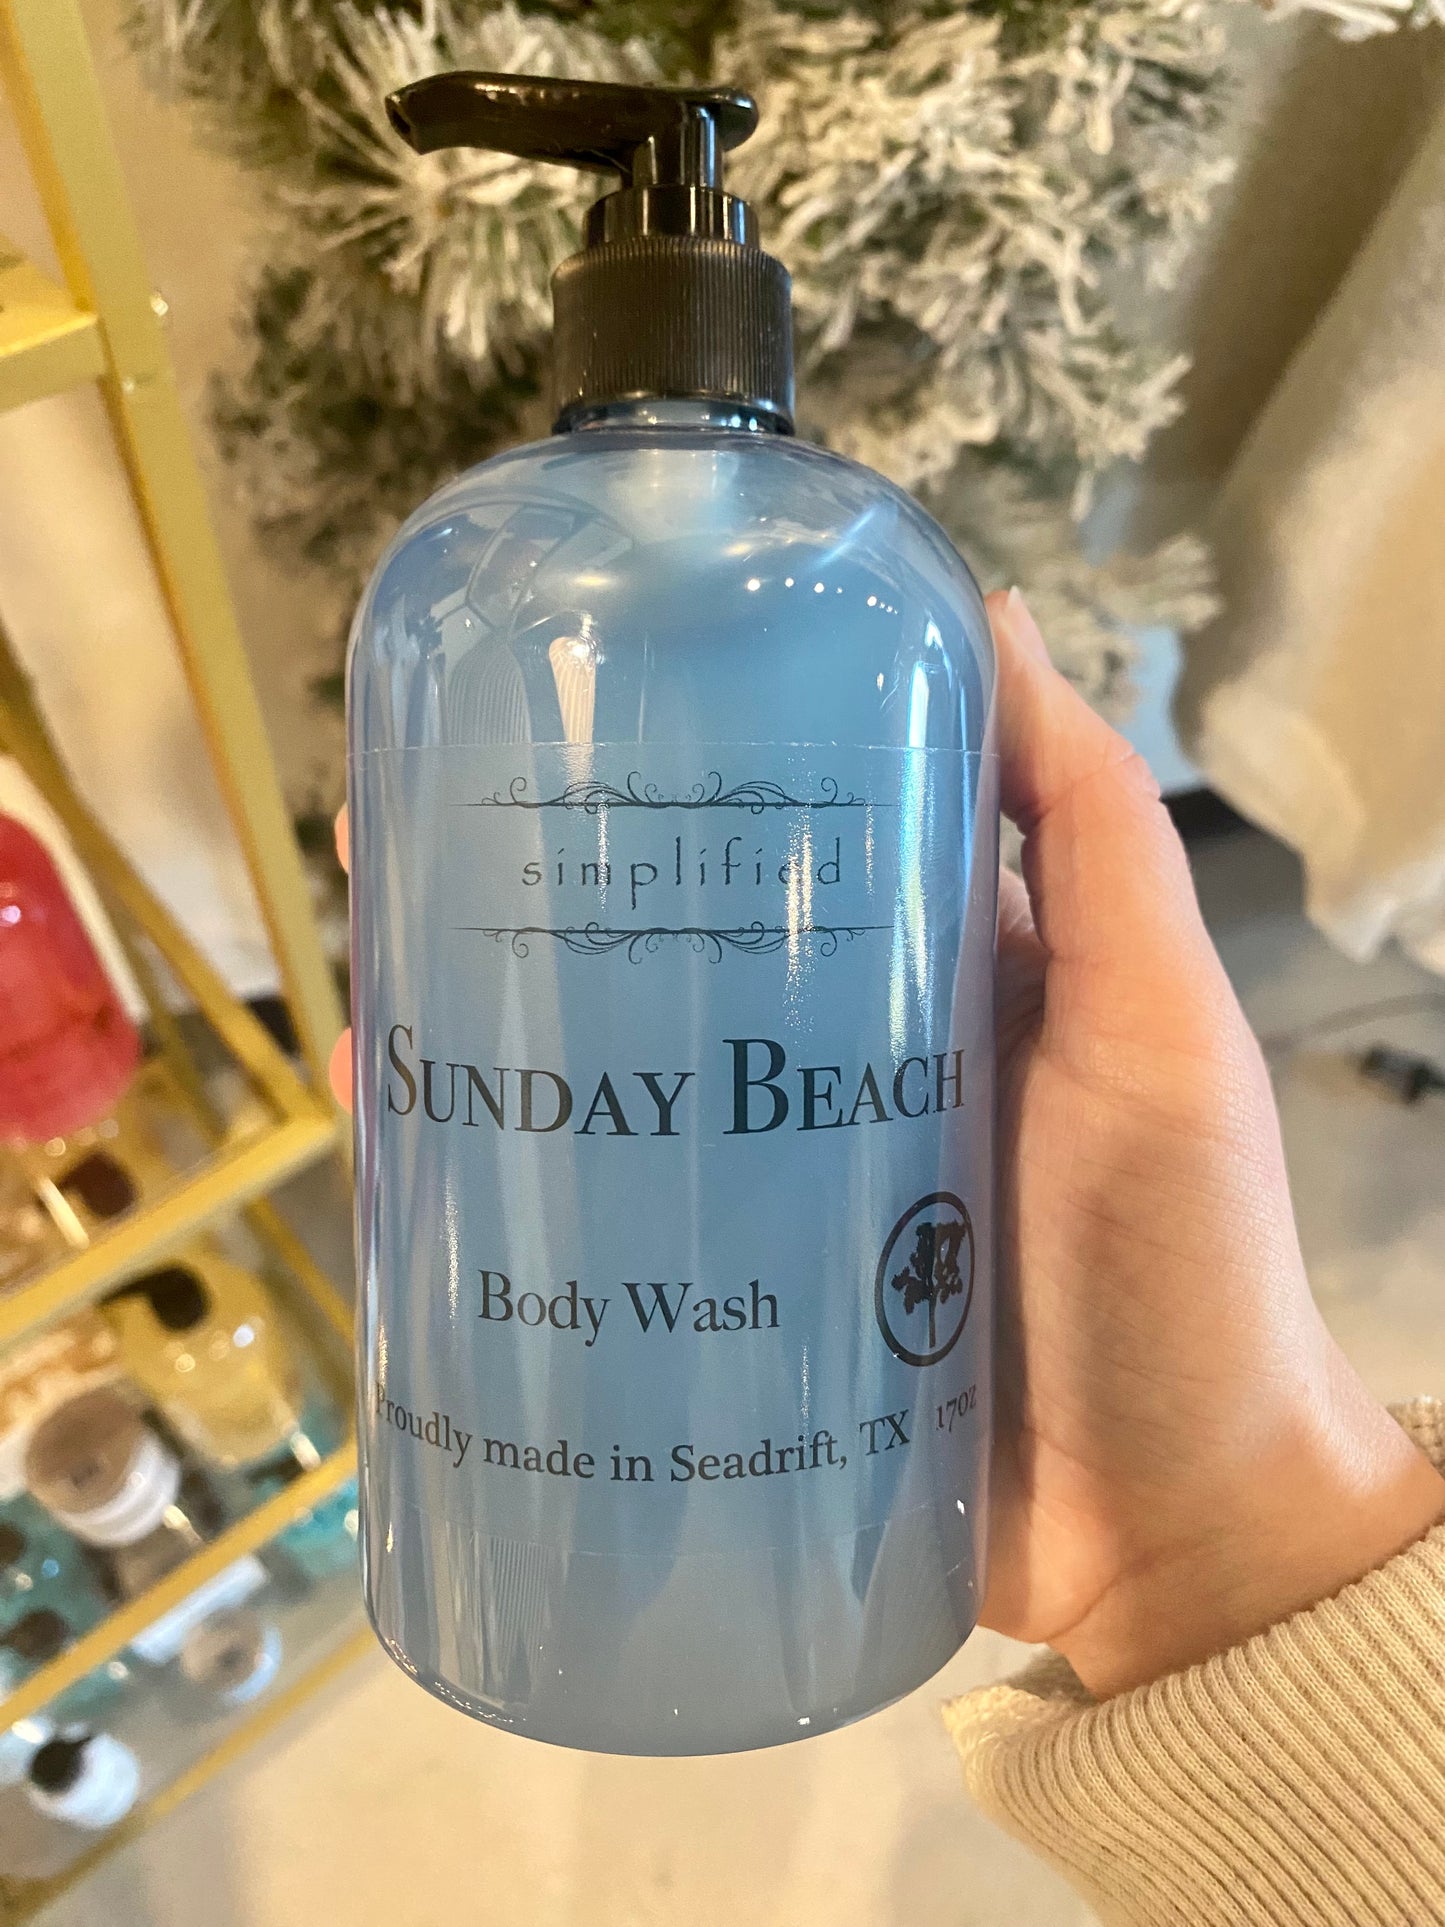 simplified
SUNDAY BEACH
Body Wash
Proudly made in Seadrift, TX 17oz